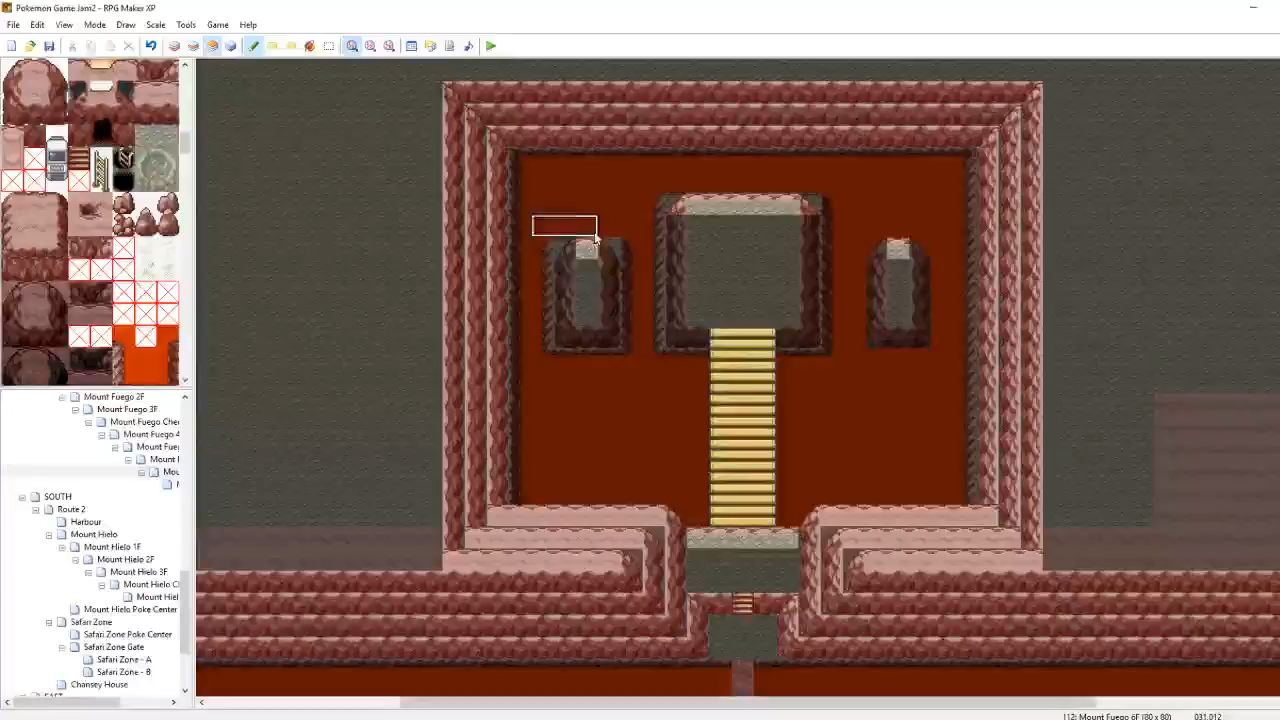 Pokemon Game Jam2 - RPG Maker XP
File Edit View Mode Draw Scale Tools Game Help
Mount Fuego 2F
Mount Fuego 3F
Mount Fuego Che
Mount Fuego 4
Mount Fue
Mount
Mou
SOUTH
Route 2
Harbour
Mount Hielo
Mount Hielo 1F
Mount Hielo 2F
Mount Hielo 3F
Mount Hielo C
Mount Hiel
Mount Hielo Poke Center
Safari Zone
Safari Zone Poke Center
Safari Zone Gate
Safari Zone - A
Safari Zone - B
Chansey House
112: Mount Fuego 6F (80 x 80) 031,012